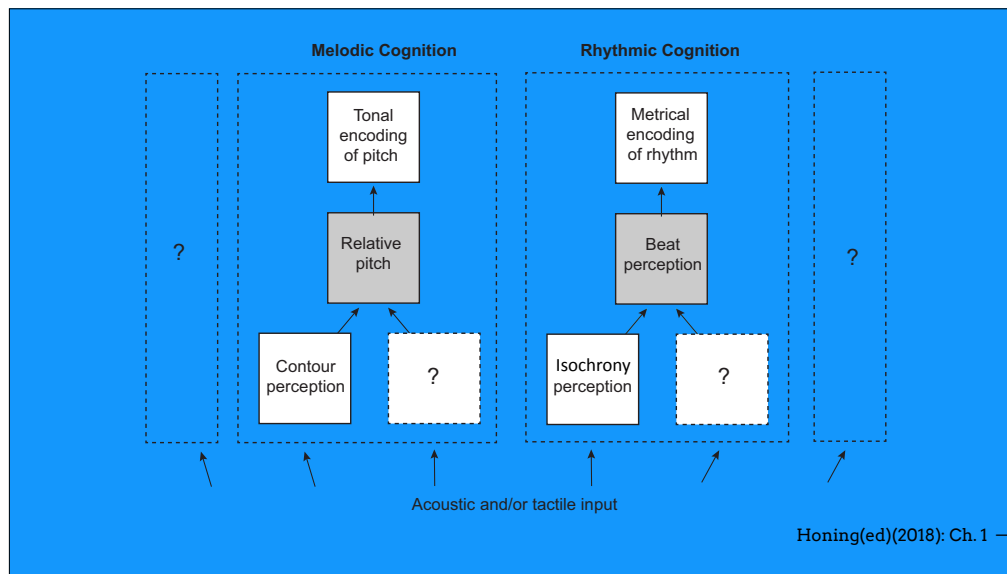 Melodic Cognition
Rhythmic Cognition
Tonal
encoding
of pitch
Metrical
encoding
of rhythm
?
Relative
pitch
Beat
perception
?
Contour
perception
?
Isochrony
perception
?
Acoustic and/or tactile input
Honing(ed)(2018): Ch. 1 —